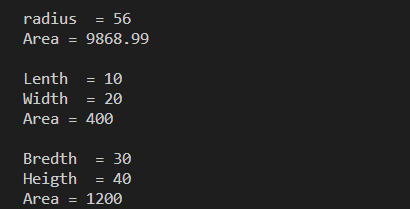 radius  = 56
Area = 9868.99

Lenth  = 10
Width  = 20
Area = 400

Bredth  = 30
Heigth  = 40
Area = 1200